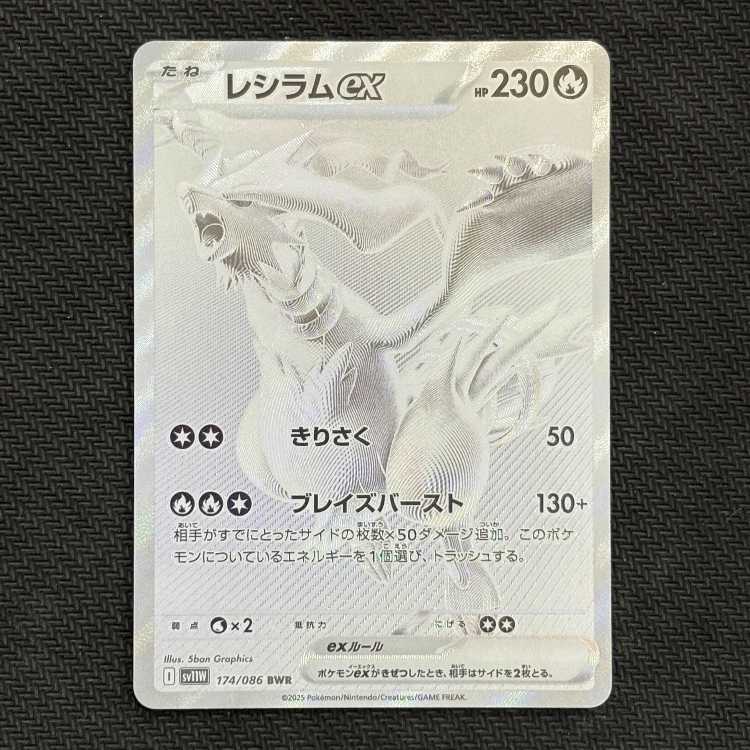 たね レシラムex HP230
きりさく 50
ブレイズバースト 130+
相手がすでにとったサイドの枚数×50ダメージ追加。このポケ
モンについているエネルギーを1個選び、トラッシュする。
弱点 ×2 抵抗力 にげる
exルール
ポケモンexがきぜつしたとき、相手はサイドを2枚とる。
Illus. 5ban Graphics
I sv11W 174/086 BWR
©2025 Pokémon/Nintendo/Creatures/GAME FREAK.